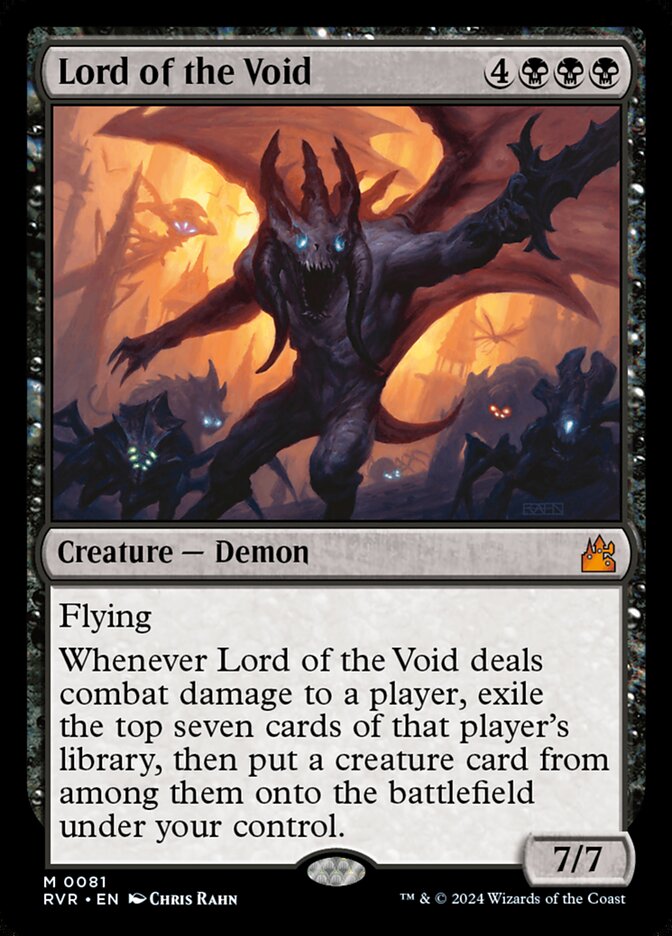 Lord of the Void 4
RAHN
Creature — Demon
Flying
Whenever Lord of the Void deals
combat damage to a player, exile
the top seven cards of that player's
library, then put a creature card from
among them onto the battlefield
under your control.
7/7
M 0081
RVR • EN Chris Rahn
™ & © 2024 Wizards of the Coast